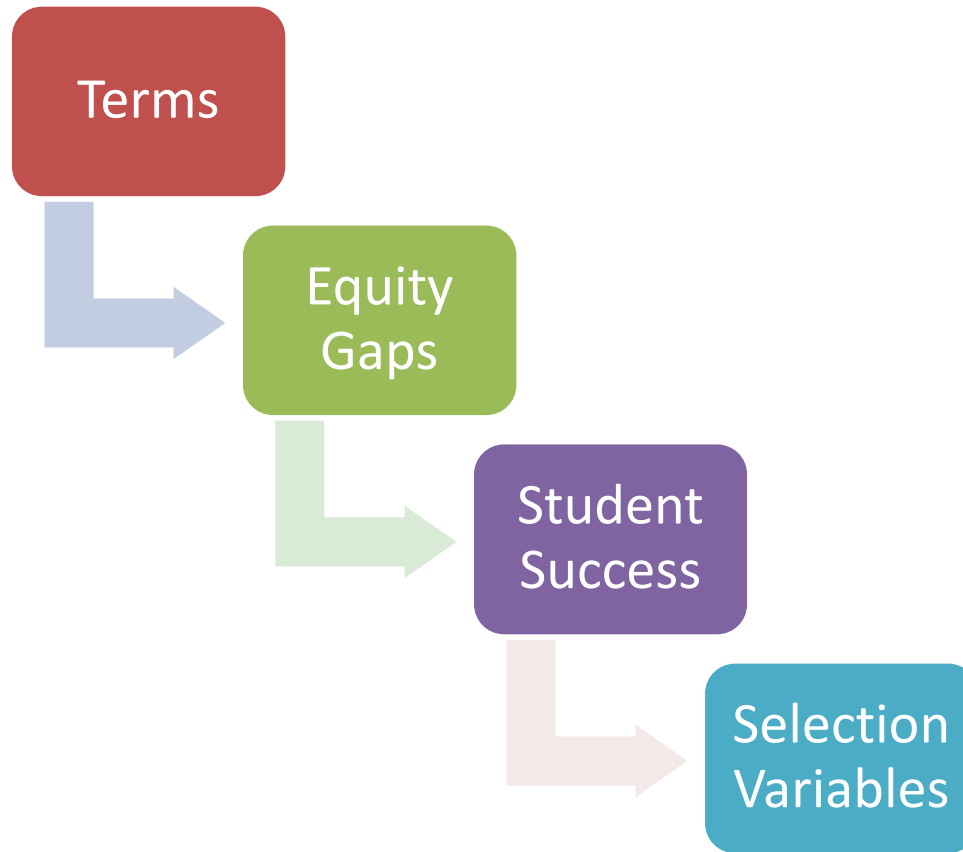 Terms
Equity
Gaps
Student
Success
Selection
Variables